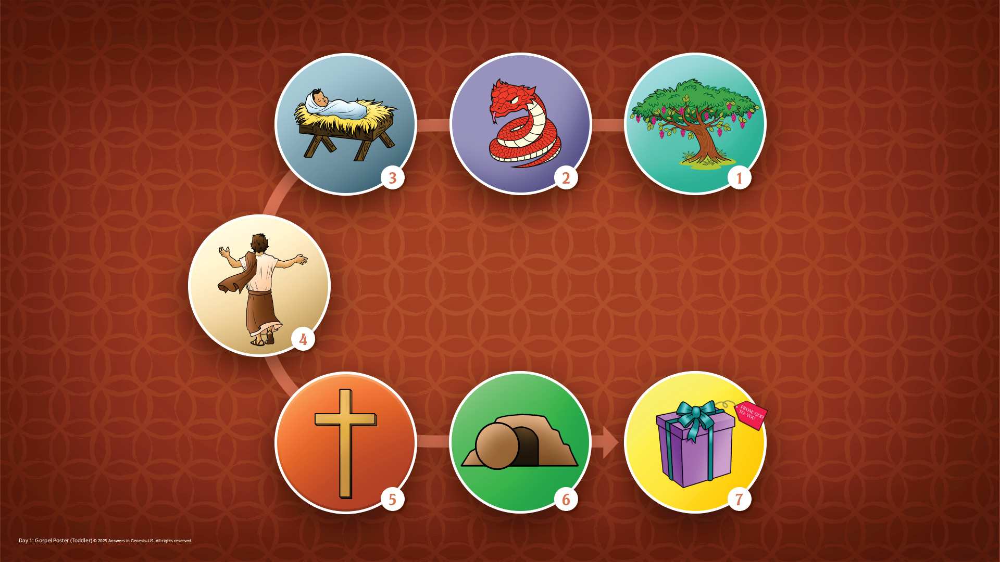 3
2
1
4
FROM: GOD
TO: YOU
5
6
7
Day 1: Gospel Poster (Toddler) © 2025 Answers in Genesis–US. All rights reserved.